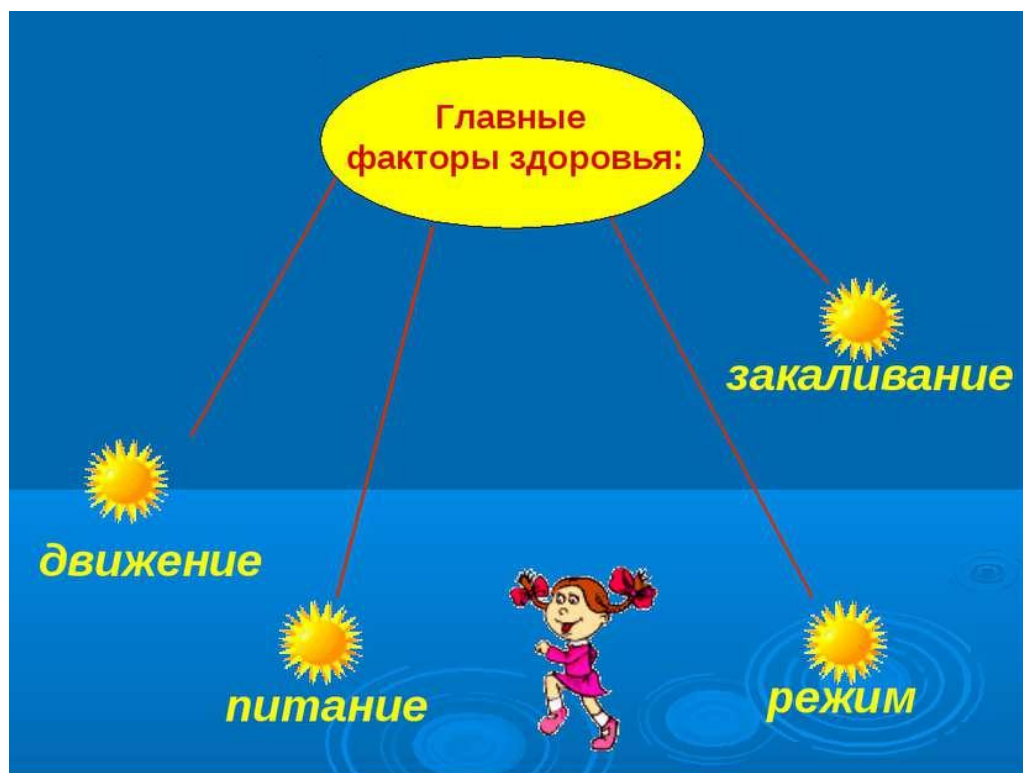 Главные
факторы здоровья:
закаливание
движение
питание
режим